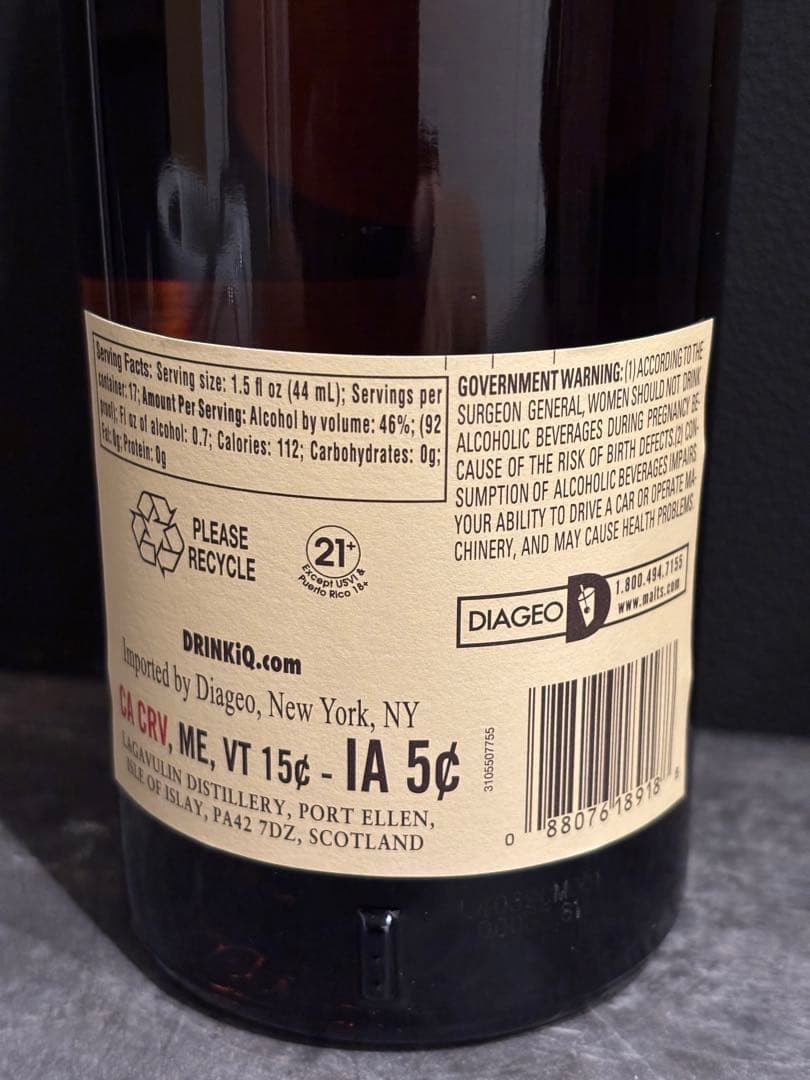 Serving Facts: Serving size: 1.5 fl oz (44 mL); Servings per
container: 17; Amount Per Serving: Alcohol by volume: 46%; (92
proof); Fl oz of alcohol: 0.7; Calories: 112; Carbohydrates: 0g;
Fat: 0g; Protein: 0g
GOVERNMENT WARNING: (1) ACCORDING TO THE
SURGEON GENERAL, WOMEN SHOULD NOT DRINK
ALCOHOLIC BEVERAGES DURING PREGNANCY BE-
CAUSE OF THE RISK OF BIRTH DEFECTS.(2) CON-
SUMPTION OF ALCOHOLIC BEVERAGES IMPAIRS
YOUR ABILITY TO DRIVE A CAR OR OPERATE MA-
CHINERY, AND MAY CAUSE HEALTH PROBLEMS.
PLEASE
RECYCLE
21+
Except USVI &
Puerto Rico 18+
DIAGEO
1.800.494.7155
www.malts.com
DRINKiQ.com
Imported by Diageo, New York, NY
CA CRV, ME, VT 15¢ - IA 5¢
LAGAVULIN DISTILLERY, PORT ELLEN,
ISLE OF ISLAY, PA42 7DZ, SCOTLAND
3105507755
0 88076 18918